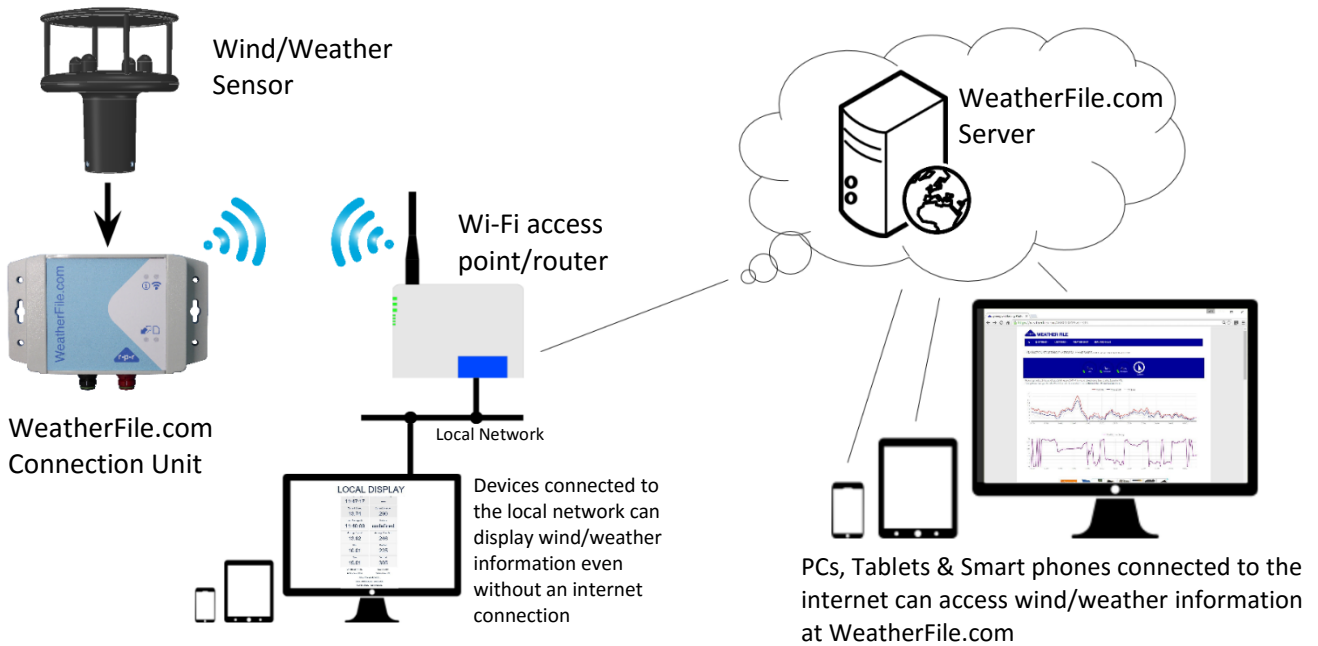 Wind/Weather
Sensor
WeatherFile.com
Server
Wi-Fi access
point/router
WeatherFile.com
WeatherFile.com
Connection Unit
Local Network
LOCAL DISPLAY
Devices connected to
the local network can
display wind/weather
information even
without an internet
connection
WEATHER FILE
PCs, Tablets & Smart phones connected to the
internet can access wind/weather information
at WeatherFile.com